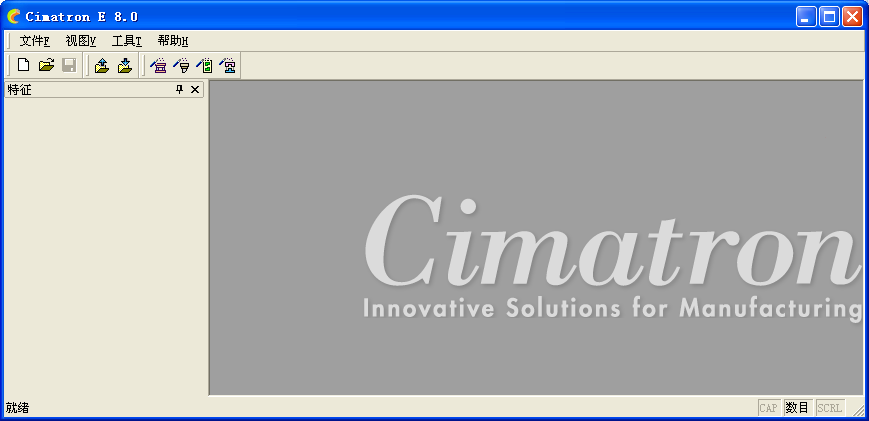 Cimatron E 8.0
文件F 视图V 工具T 帮助H
特征
Cimatron
Innovative Solutions for Manufacturing
就绪 CAP 数目 SCRL